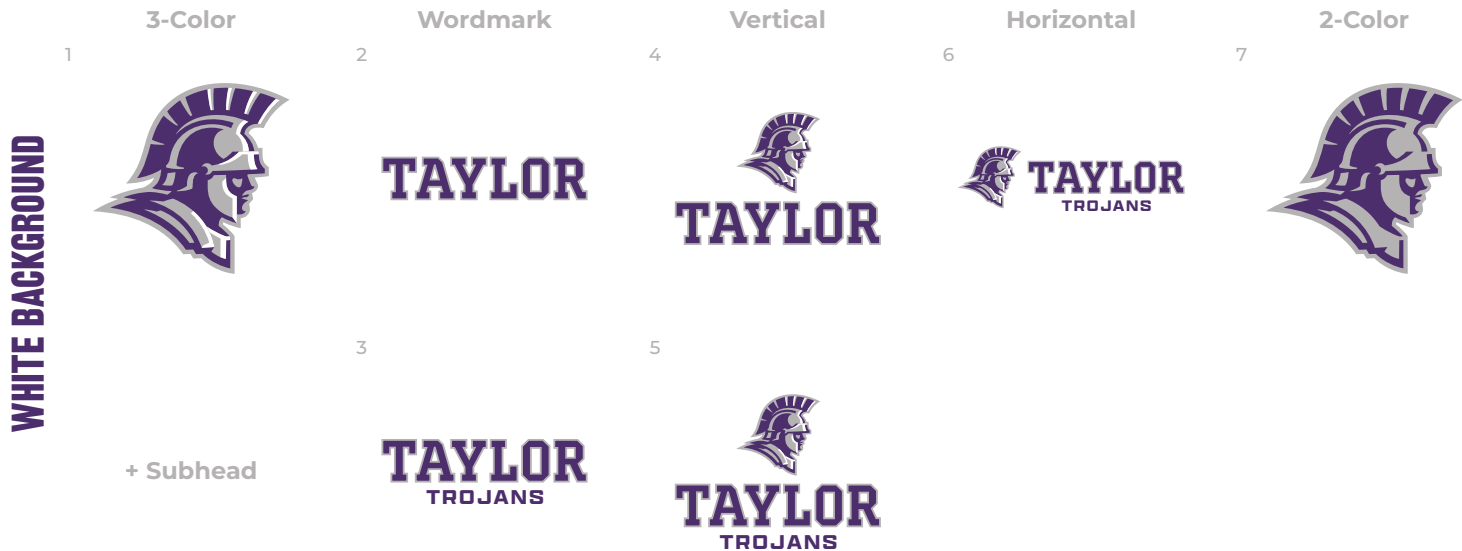 3-Color
Wordmark
Vertical
Horizontal
2-Color
1
2
4
6
7
WHITE BACKGROUND
TAYLOR
TAYLOR
TAYLOR
TROJANS
3
5
+ Subhead
TAYLOR
TROJANS
TAYLOR
TROJANS